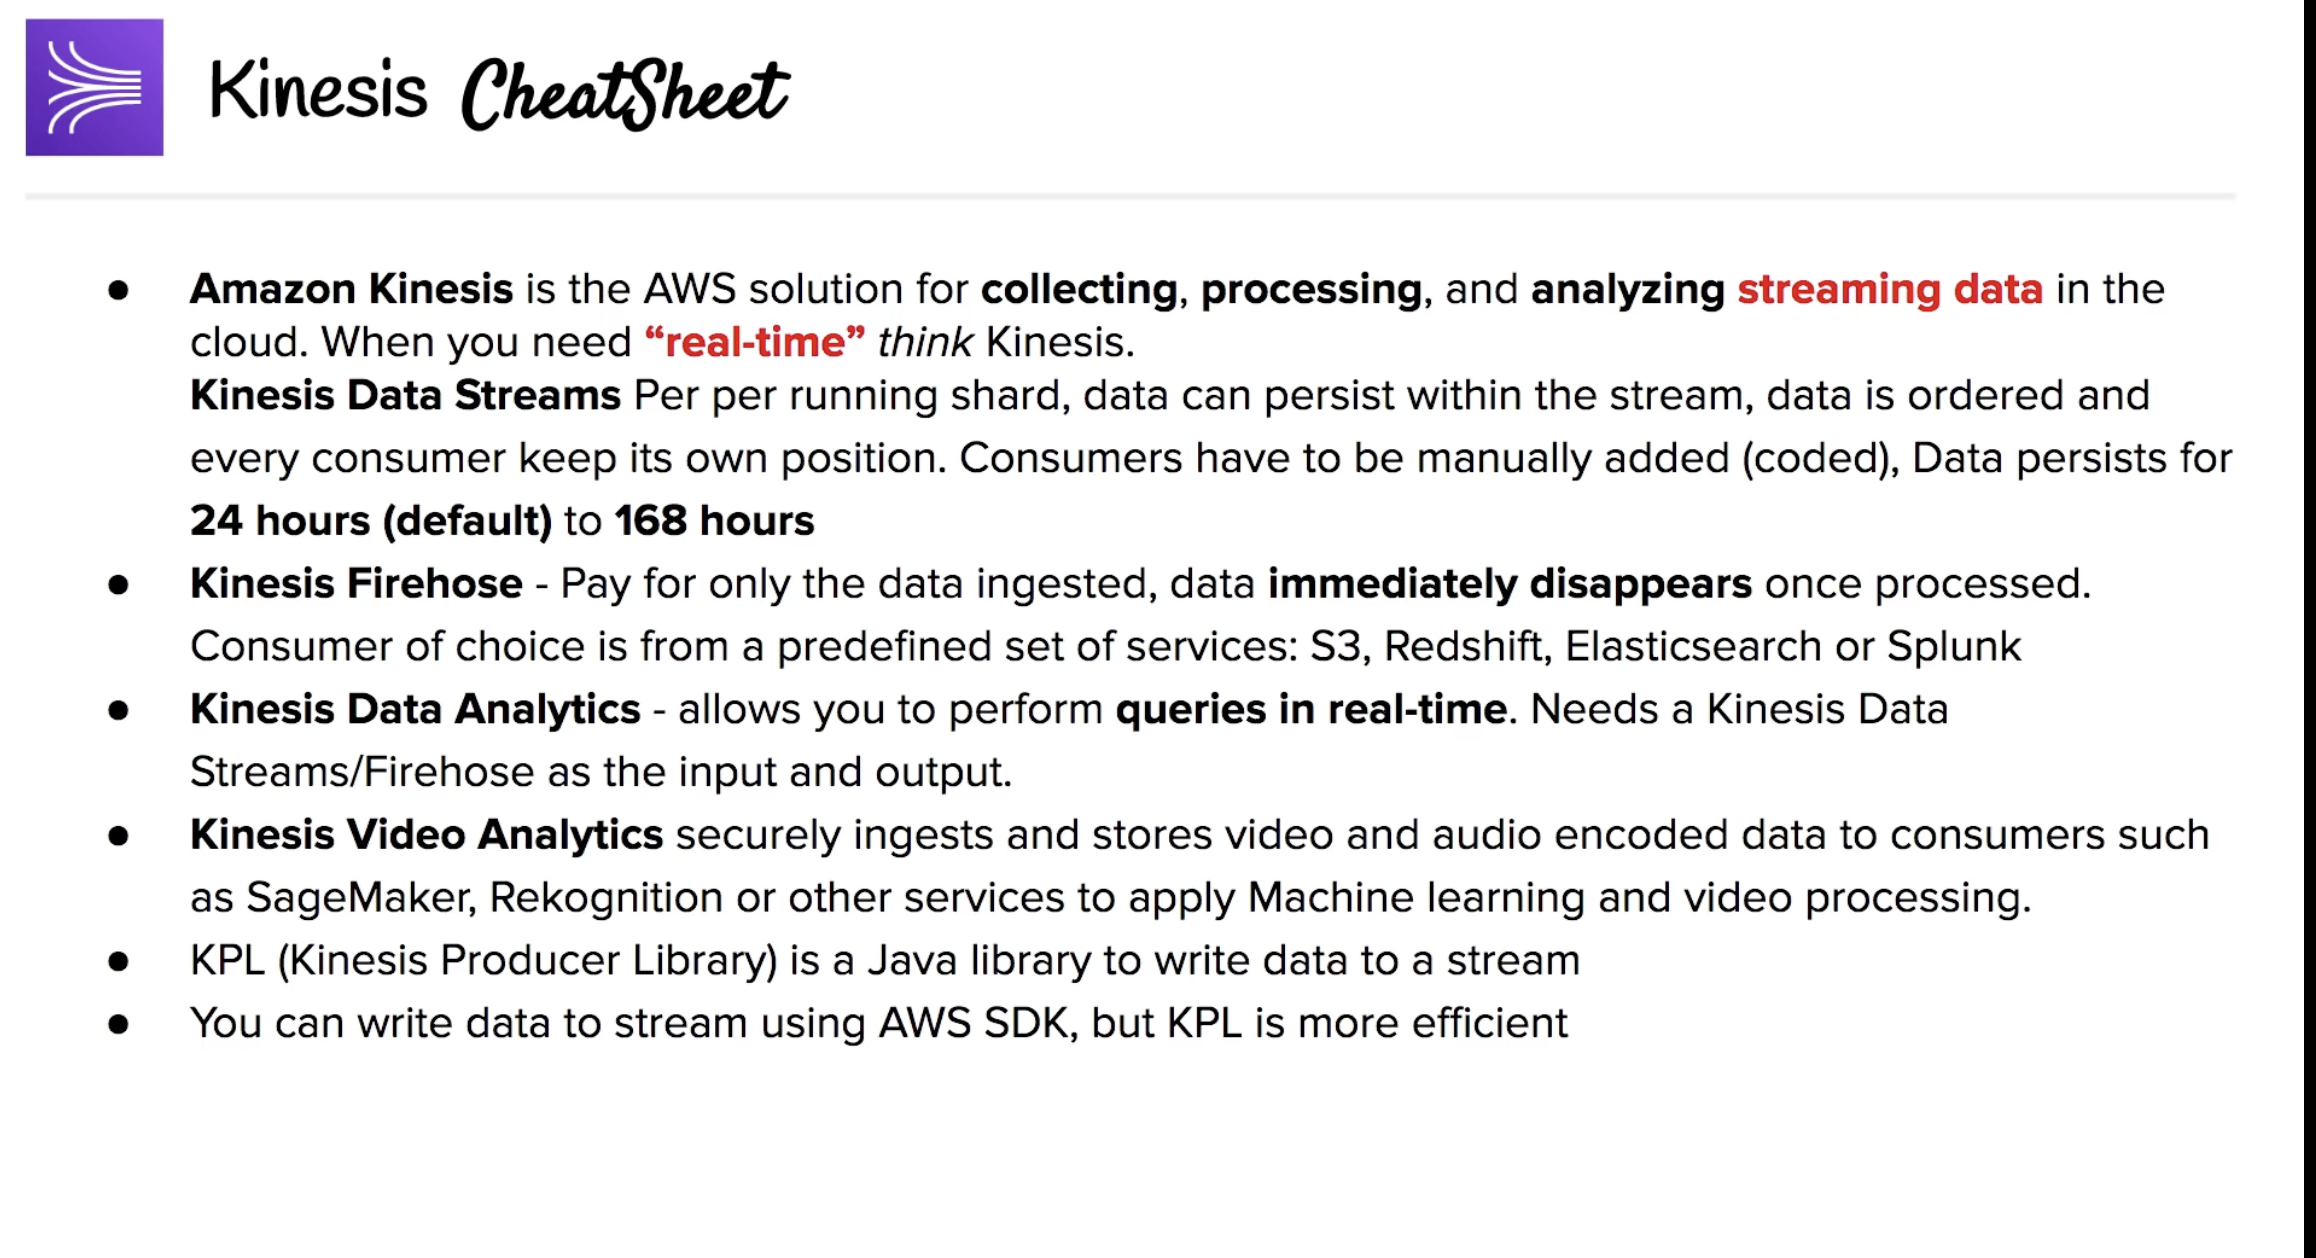 Kinesis CheatSheet
● Amazon Kinesis is the AWS solution for collecting, processing, and analyzing streaming data in the
cloud. When you need “real-time” think Kinesis.
Kinesis Data Streams Per per running shard, data can persist within the stream, data is ordered and
every consumer keep its own position. Consumers have to be manually added (coded), Data persists for
24 hours (default) to 168 hours
● Kinesis Firehose - Pay for only the data ingested, data immediately disappears once processed.
Consumer of choice is from a predefined set of services: S3, Redshift, Elasticsearch or Splunk
● Kinesis Data Analytics - allows you to perform queries in real-time. Needs a Kinesis Data
Streams/Firehose as the input and output.
● Kinesis Video Analytics securely ingests and stores video and audio encoded data to consumers such
as SageMaker, Rekognition or other services to apply Machine learning and video processing.
● KPL (Kinesis Producer Library) is a Java library to write data to a stream
● You can write data to stream using AWS SDK, but KPL is more efficient